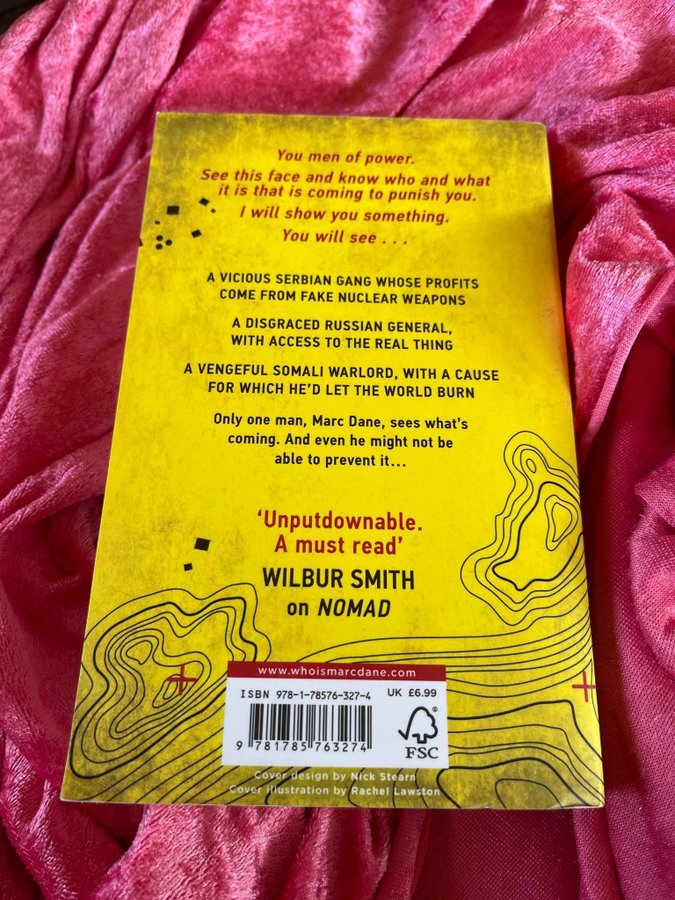 You men of power.
See this face and know who and what
it is that is coming to punish you.
I will show you something.
You will see . . .
A VICIOUS SERBIAN GANG WHOSE PROFITS
COME FROM FAKE NUCLEAR WEAPONS
A DISGRACED RUSSIAN GENERAL,
WITH ACCESS TO THE REAL THING
A VENGEFUL SOMALI WARLORD, WITH A CAUSE
FOR WHICH HE'D LET THE WORLD BURN
Only one man, Marc Dane, sees what's
coming. And even he might not be
able to prevent it...
'Unputdownable.
A must read'
WILBUR SMITH
on NOMAD
www.whoismarcdane.com
ISBN 978-1-78576-327-4 UK £6.99
9 781785 763274
FSC®
Cover design by Nick Stearn
Cover illustration by Rachel Lawston